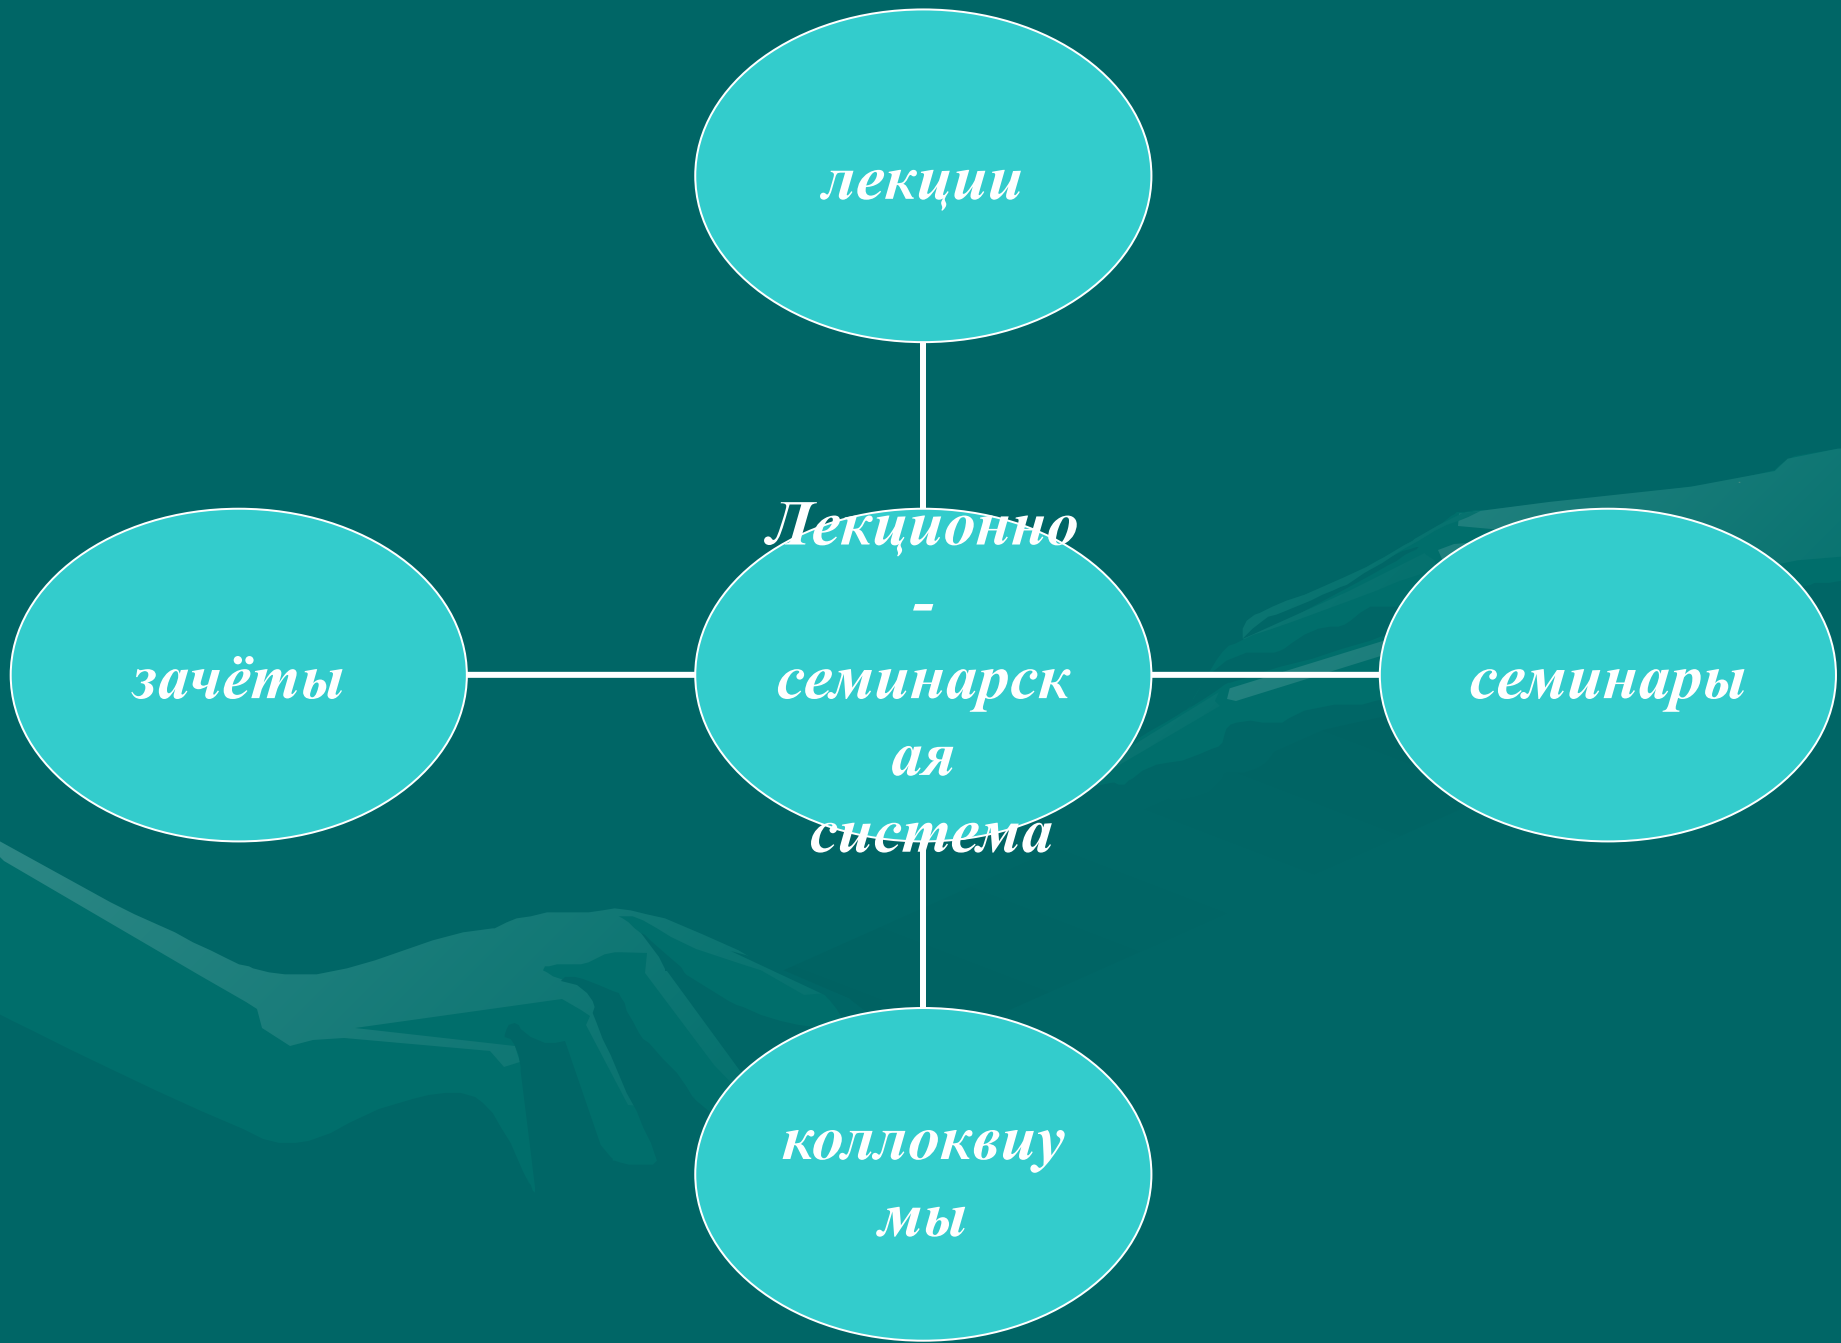 лекции
Лекционно
-
семинарск
ая
система
зачёты
семинары
коллоквиу
мы